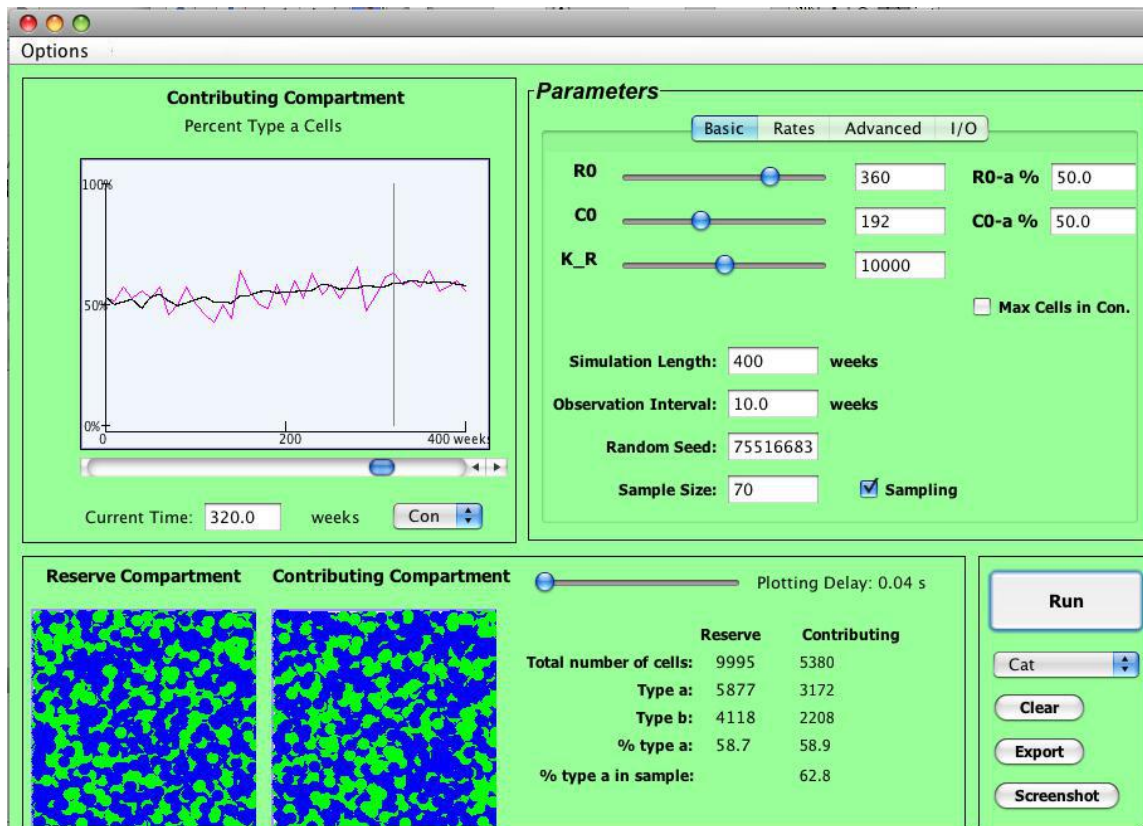 Options
Contributing Compartment
Percent Type a Cells
100%
50%
0%
0 200 400 weeks
Current Time: 320.0 weeks Con
Parameters
Basic Rates Advanced I/O
R0 360 R0-a % 50.0
C0 192 C0-a % 50.0
K_R 10000
Max Cells in Con.
Simulation Length: 400 weeks
Observation Interval: 10.0 weeks
Random Seed: 75516683
Sample Size: 70 Sampling
Reserve Compartment Contributing Compartment
Plotting Delay: 0.04 s
Reserve Contributing
Total number of cells: 9995 5380
Type a: 5877 3172
Type b: 4118 2208
% type a: 58.7 58.9
% type a in sample: 62.8
Run
Cat
Clear
Export
Screenshot